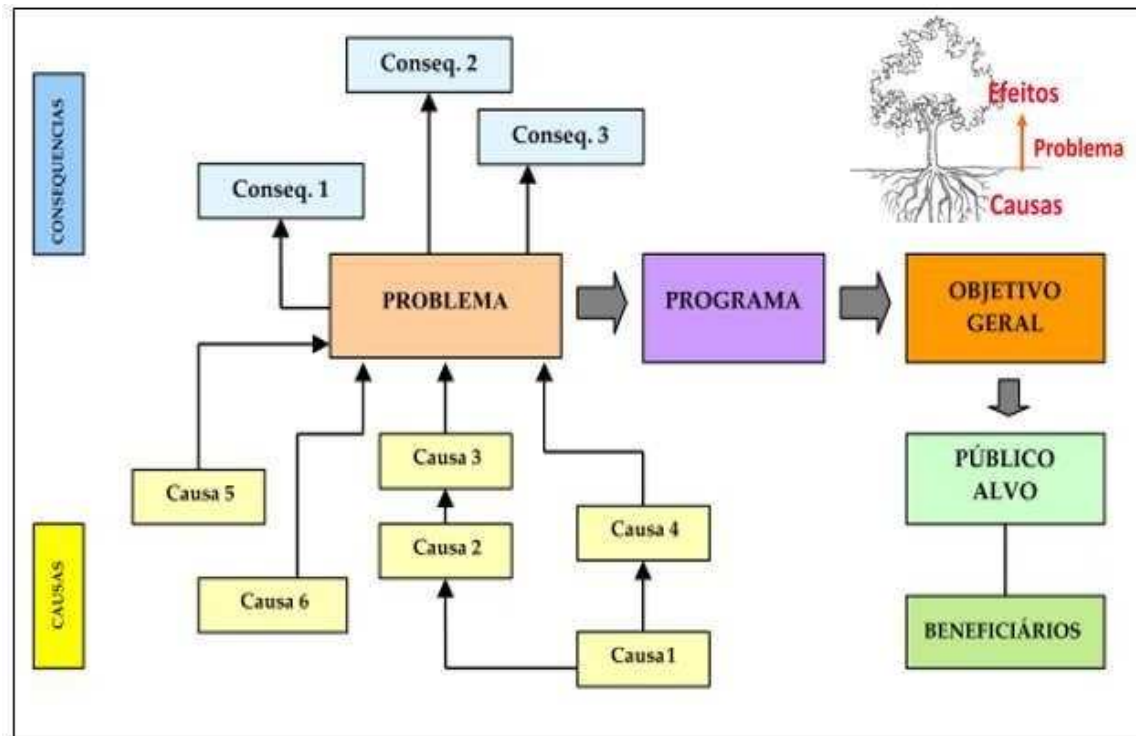 CONSEQUENCIAS
Conseq. 2
Conseq. 3
Conseq. 1
Efeitos
Problema
Causas
PROBLEMA
PROGRAMA
OBJETIVO
GERAL
PÚBLICO
ALVO
BENEFICIÁRIOS
CAUSAS
Causa 5
Causa 3
Causa 2
Causa 4
Causa 6
Causa1